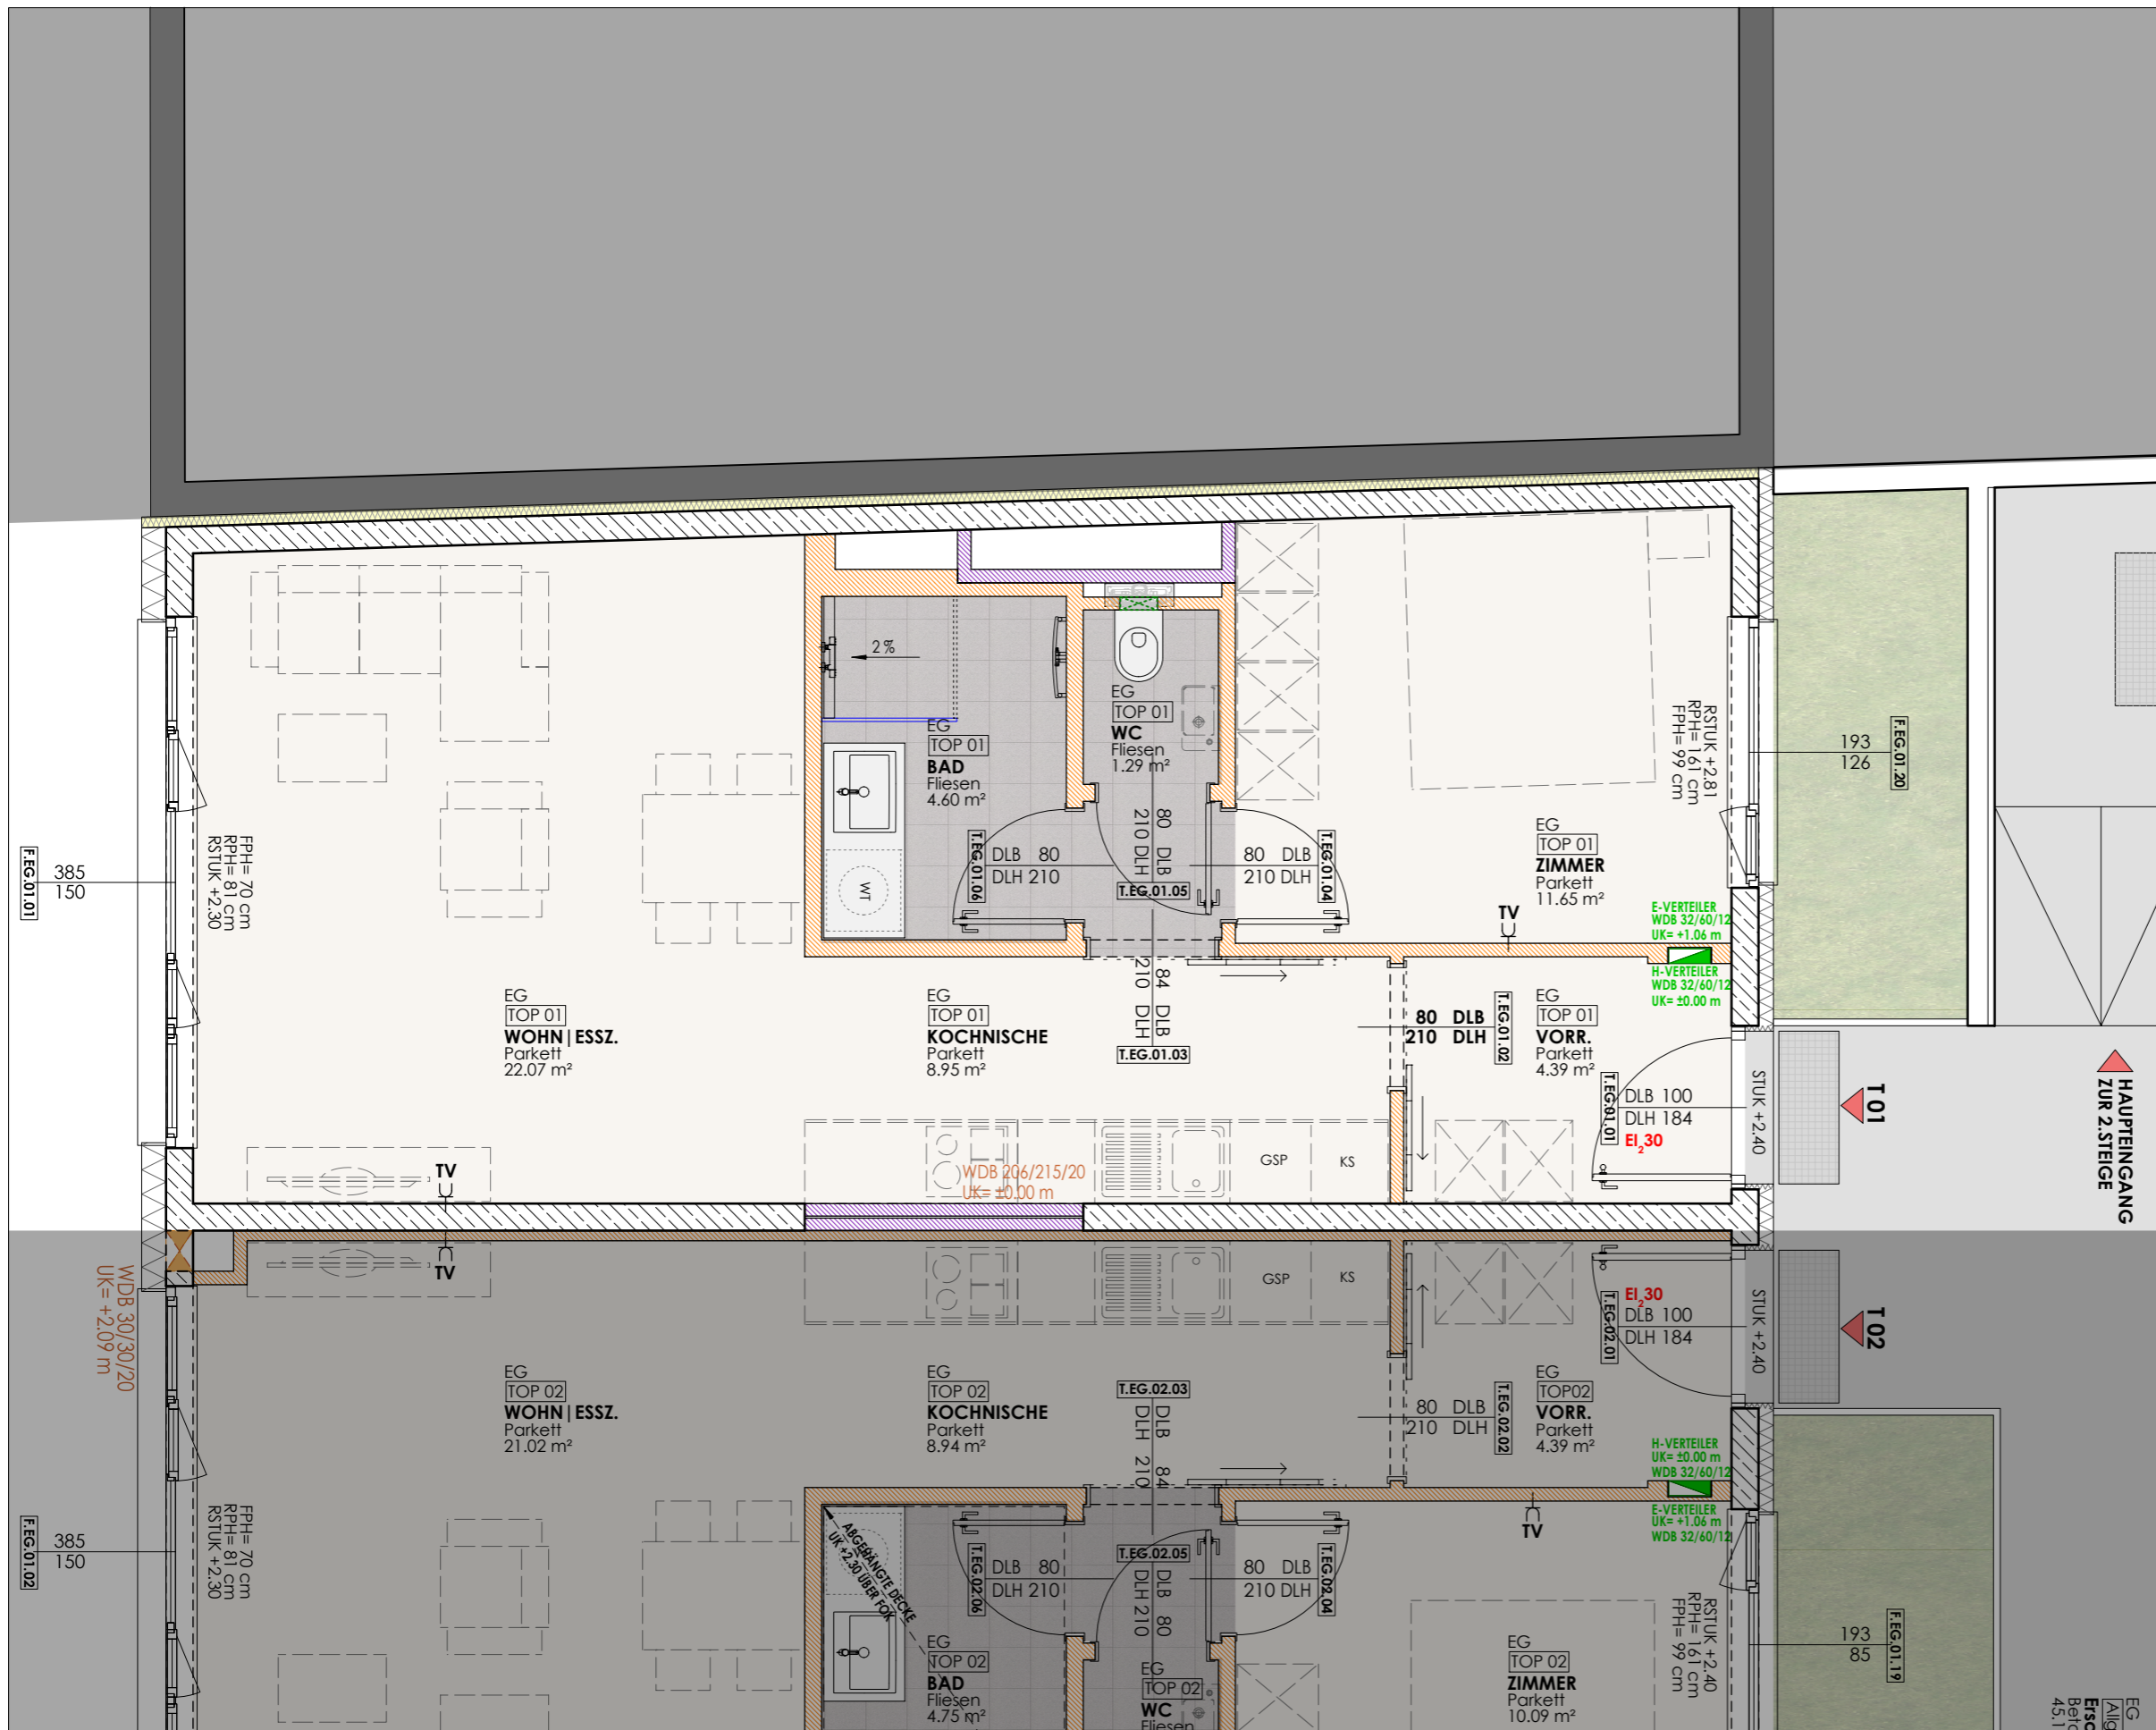 2%
EG
TOP 01
BAD
Fliesen
4.60 m²
EG
TOP 01
WC
Fliesen
1.29 m²
WT
T.EG.01.06
DLB 80
DLH 210
80 DLB
210 DLH
T.EG.01.05
80 DLB
210 DLH
T.EG.01.04
EG
TOP 01
ZIMMER
Parkett
11.65 m²
RSTUK +2.81
RPH= 161 cm
FPH= 99 cm
193
126
F.EG.01.20
F.EG.01.01
385
150
FPH= 70 cm
RPH= 81 cm
RSTUK +2.30
TV
E-VERTEILER
WDB 32/60/12
UK= +1.06 m
H-VERTEILER
WDB 32/60/12
UK= ±0.00 m
EG
TOP 01
WOHN|ESSZ.
Parkett
22.07 m²
EG
TOP 01
KOCHNISCHE
Parkett
8.95 m²
84 DLB
210 DLH
T.EG.01.03
80 DLB
210 DLH
T.EG.01.02
EG
TOP 01
VORR.
Parkett
4.39 m²
T.EG.01.01
DLB 100
DLH 184
EI₂30
STUK +2.40
T 01
HAUPTEINGANG
ZUR 2.STEIGE
TV
WDB 206/215/20
UK= ±0.00 m
GSP
KS
TV
GSP
KS
WDB 30/30/20
UK= +2.09 m
EI₂30
DLB 100
DLH 184
T.EG.02.01
STUK +2.40
T 02
EG
TOP 02
WOHN|ESSZ.
Parkett
21.02 m²
EG
TOP 02
KOCHNISCHE
Parkett
8.94 m²
T.EG.02.03
DLB 84
DLH 210
80 DLB
210 DLH
T.EG.02.02
EG
TOP02
VORR.
Parkett
4.39 m²
H-VERTEILER
UK= ±0.00 m
WDB 32/60/12
E-VERTEILER
UK= +1.06 m
WDB 32/60/12
TV
F.EG.01.02
385
150
FPH= 70 cm
RPH= 81 cm
RSTUK +2.30
ABGEHÄNGTE DECKE
UK +2.30 ÜBER FOK
T.EG.02.06
DLB 80
DLH 210
T.EG.02.05
DLB 80
DLH 210
80 DLB
210 DLH
T.EG.02.04
EG
TOP 02
BAD
Fliesen
4.75 m²
EG
TOP 02
WC
Fliesen
EG
TOP 02
ZIMMER
Parkett
10.09 m²
RSTUK +2.40
RPH= 161 cm
FPH= 99 cm
193
85
F.EG.01.19
EG